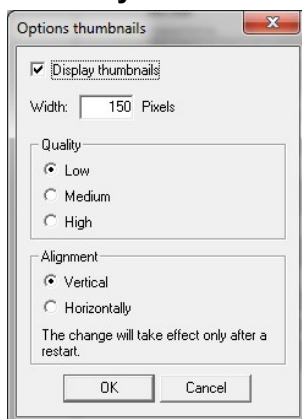 Options thumbnails
Display thumbnails
Width: 150 Pixels
Quality
Low
Medium
High
Alignment
Vertical
Horizontally
The change will take effect only after a
restart.
OK Cancel